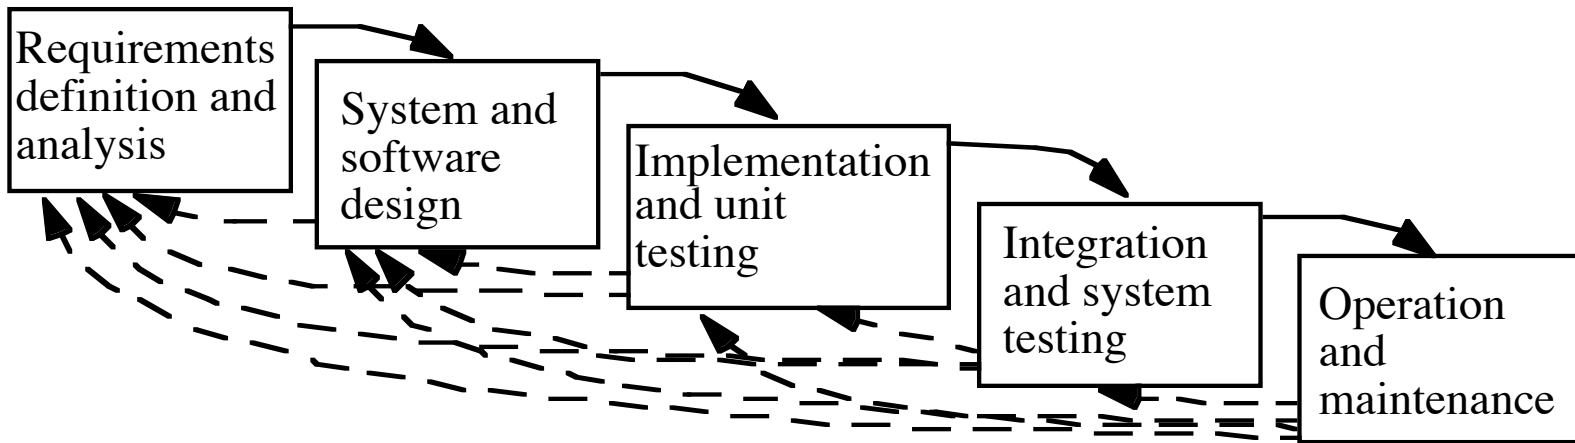 Requirements
definition and
analysis
System and
software
design
Implementation
and unit
testing
Integration
and system
testing
Operation
and
maintenance